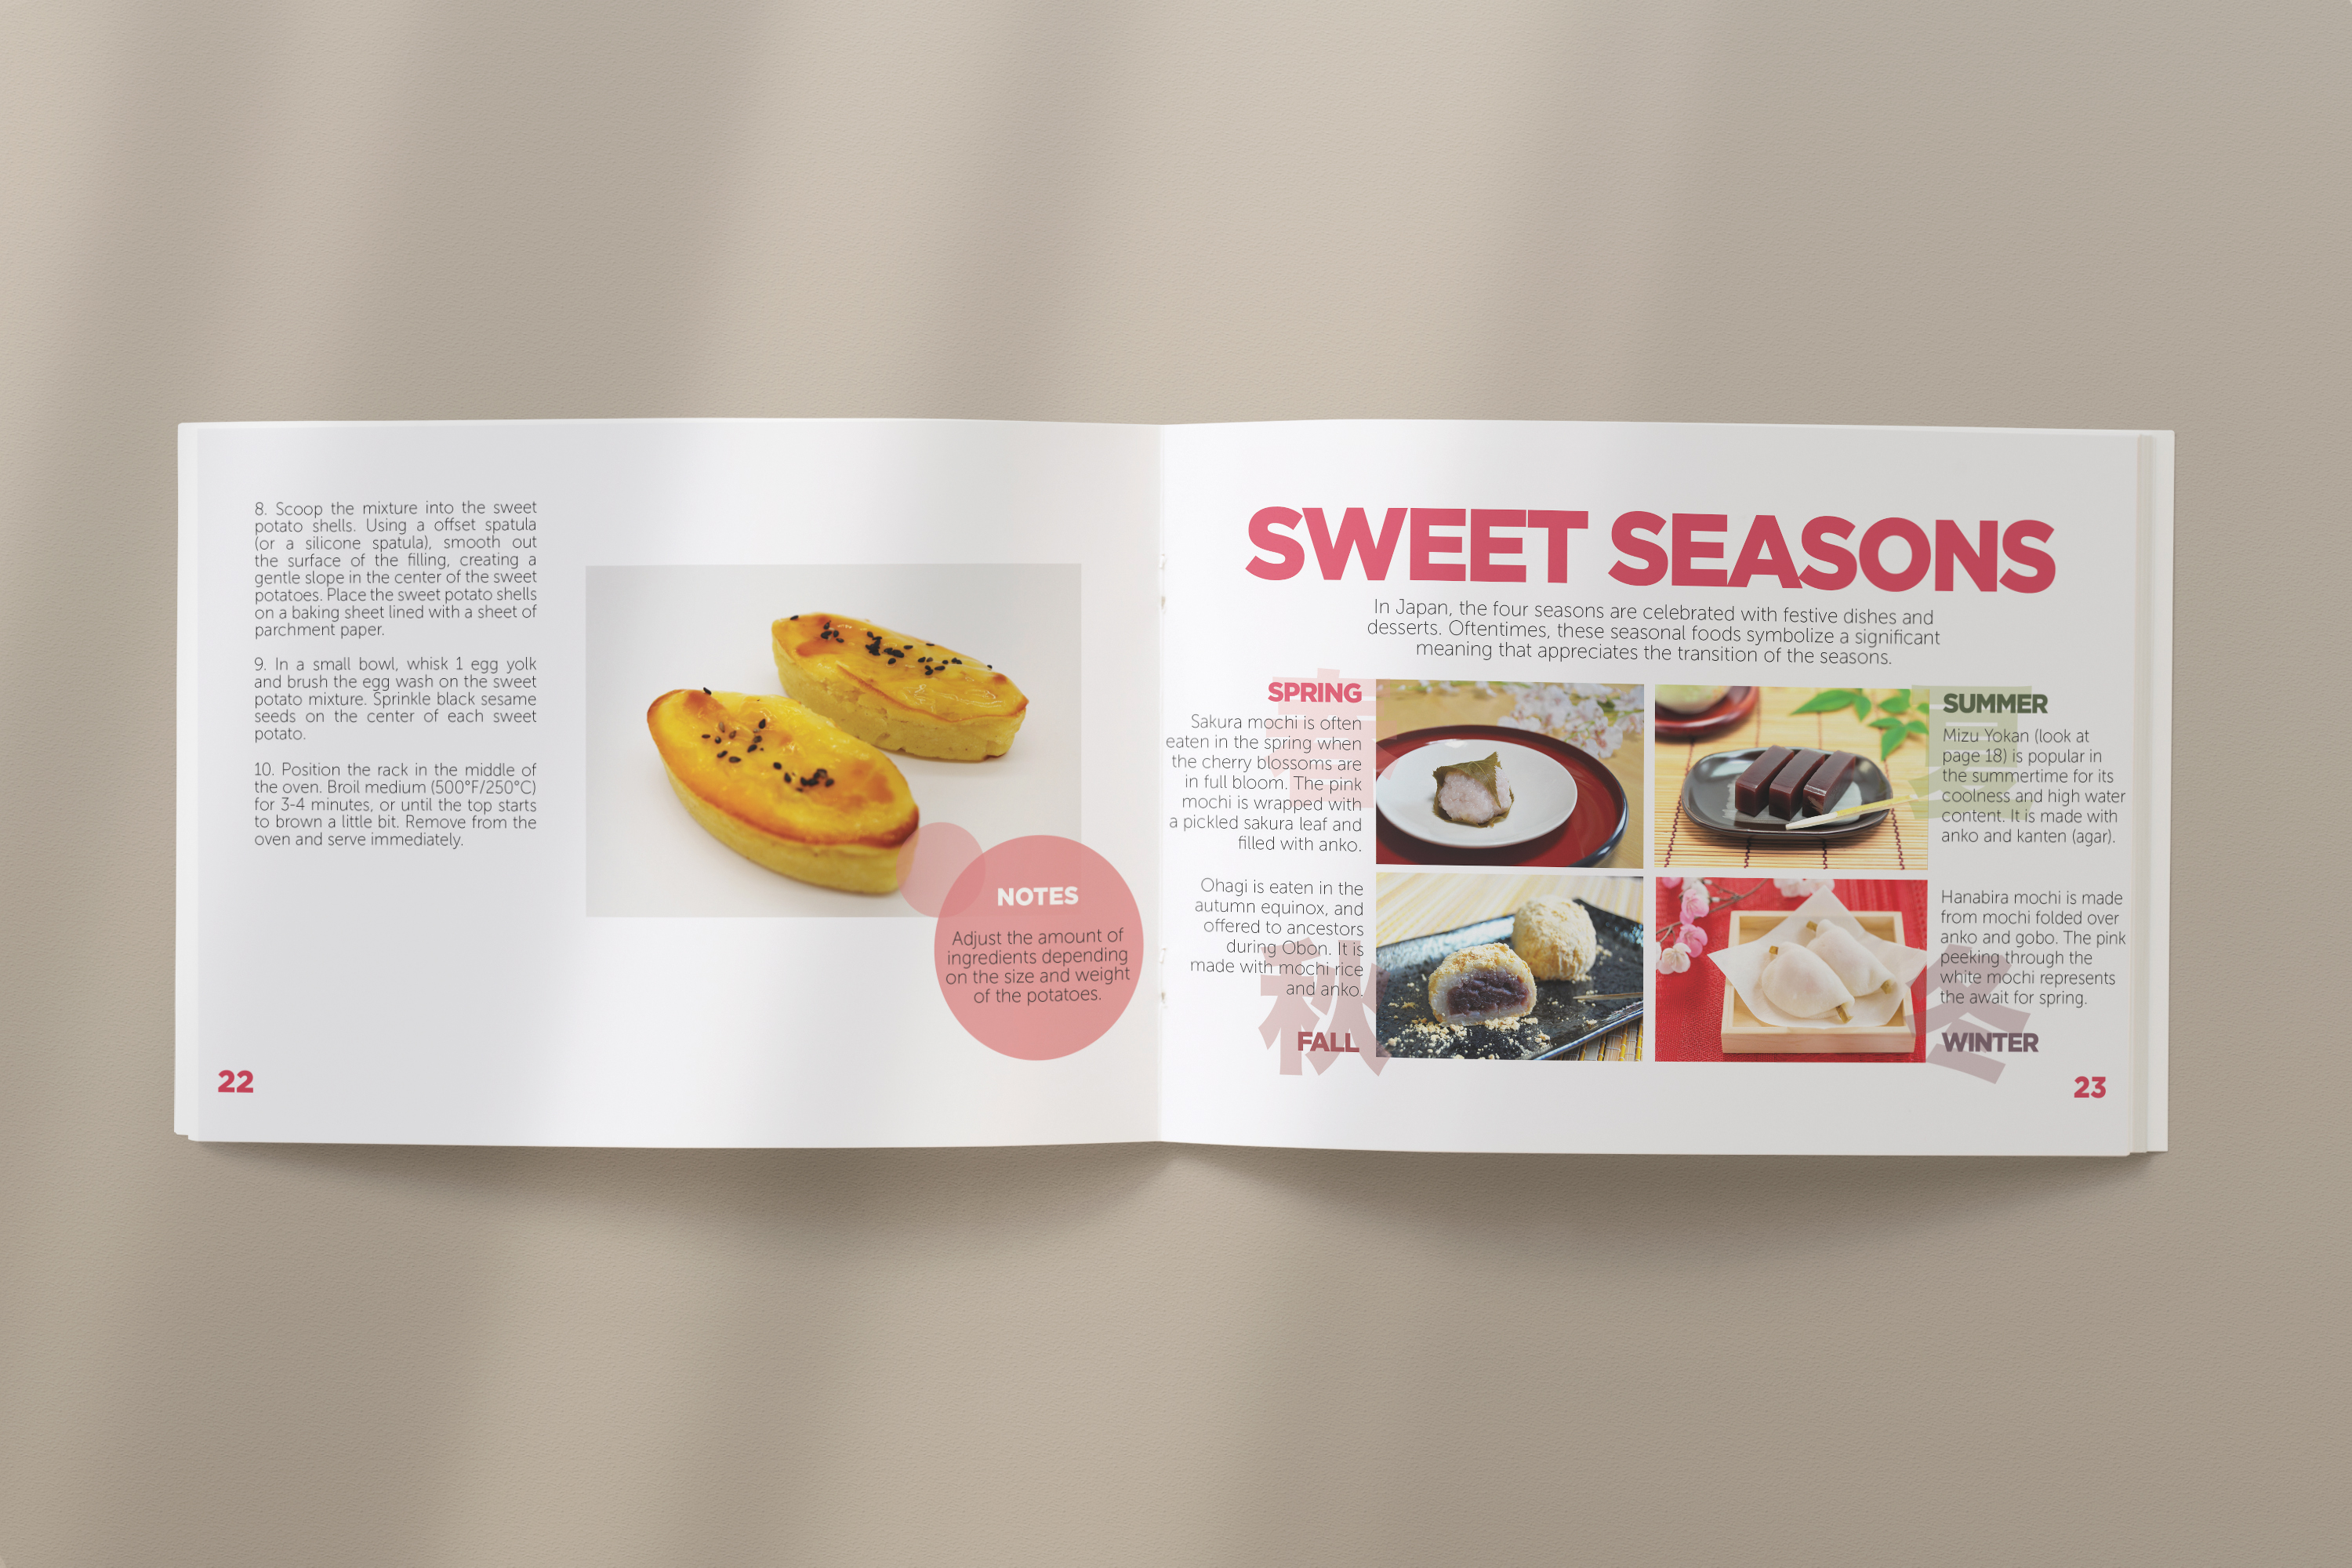 8. Scoop the mixture into the sweet
potato shells. Using a offset spatula
(or a silicone spatula), smooth out
the surface of the filling, creating a
gentle slope in the center of the sweet
potatoes. Place the sweet potato shells
on a baking sheet lined with a sheet of
parchment paper.
9. In a small bowl, whisk 1 egg yolk
and brush the egg wash on the sweet
potato mixture. Sprinkle black sesame
seeds on the center of each sweet
potato.
10. Position the rack in the middle of
the oven. Broil medium (500°F/250°C)
for 3-4 minutes, or until the top starts
to brown a little bit. Remove from the
oven and serve immediately.
NOTES
Adjust the amount of
ingredients depending
on the size and weight
of the potatoes.
22
SWEET SEASONS
In Japan, the four seasons are celebrated with festive dishes and
desserts. Oftentimes, these seasonal foods symbolize a significant
meaning that appreciates the transition of the seasons.
春
SPRING
Sakura mochi is often
eaten in the spring when
the cherry blossoms are
in full bloom. The pink
mochi is wrapped with
a pickled sakura leaf and
filled with anko.
夏
SUMMER
Mizu Yokan (look at
page 18) is popular in
the summertime for its
coolness and high water
content. It is made with
anko and kanten (agar).
Ohagi is eaten in the
autumn equinox, and
offered to ancestors
during Obon. It is
made with mochi rice
and anko.
秋
FALL
Hanabira mochi is made
from mochi folded over
anko and gobo. The pink
peeking through the
white mochi represents
the await for spring.
冬
WINTER
23